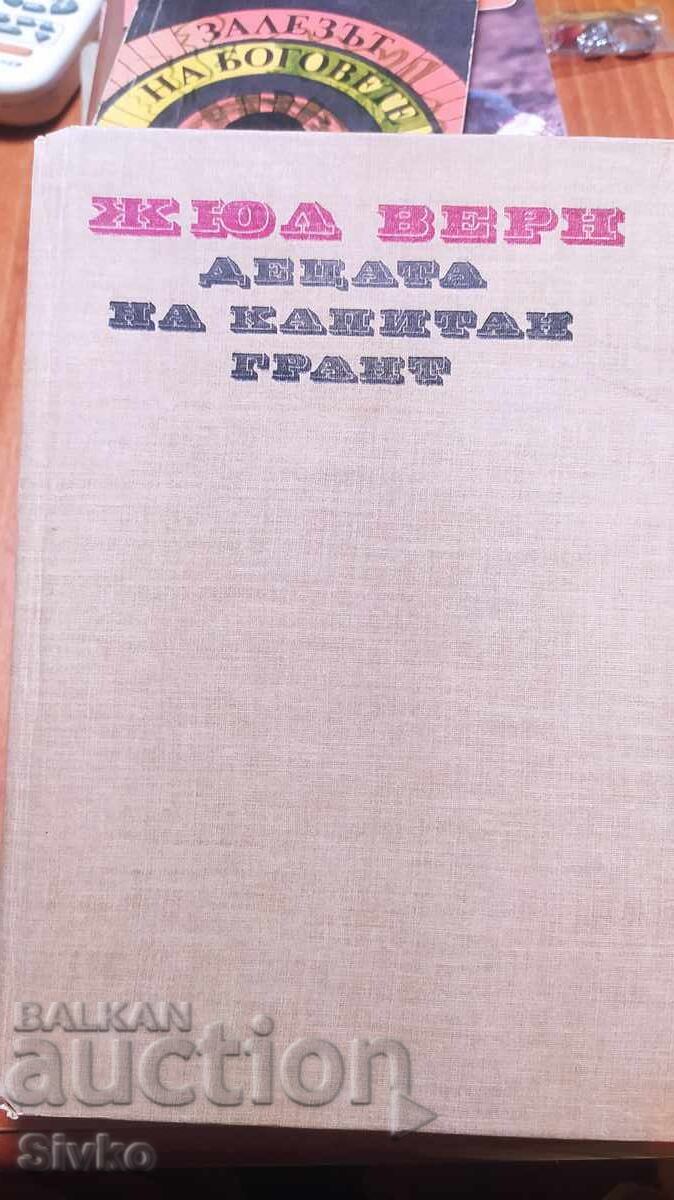 ЗАЛЕЗЪТ
НА БОГОВЕТЕ
ЖЮЛ ВЕРН
ДЕЦАТА
НА КАПИТАН
ГРАНТ
BALKAN
auction
Sivko